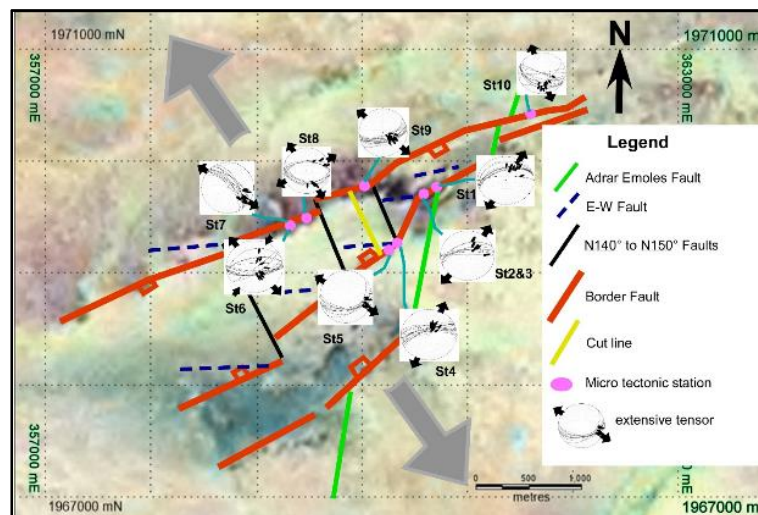 1971000 mN
1971000 mN
357000 mE
363000 mE
N
St10
St9
St8
St7
St1
St2&3
St6
St5
St4
Legend
Adrar Emoles Fault
E-W Fault
N140° to N150° Faults
Border Fault
Cut line
Micro tectonic station
extensive tensor
357000 mE
0 500 1,000
metres
1967000 mN
1967000 mN